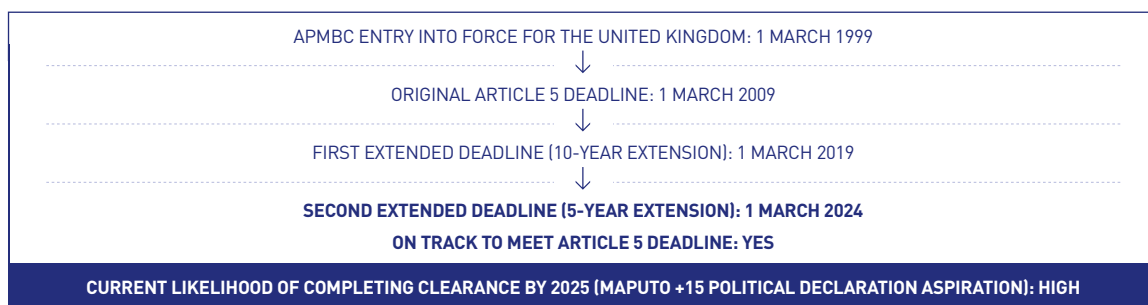 APMBC ENTRY INTO FORCE FOR THE UNITED KINGDOM: 1 MARCH 1999
ORIGINAL ARTICLE 5 DEADLINE: 1 MARCH 2009
FIRST EXTENDED DEADLINE (10-YEAR EXTENSION): 1 MARCH 2019
SECOND EXTENDED DEADLINE (5-YEAR EXTENSION): 1 MARCH 2024
ON TRACK TO MEET ARTICLE 5 DEADLINE: YES
CURRENT LIKELIHOOD OF COMPLETING CLEARANCE BY 2025 (MAPUTO +15 POLITICAL DECLARATION ASPIRATION): HIGH